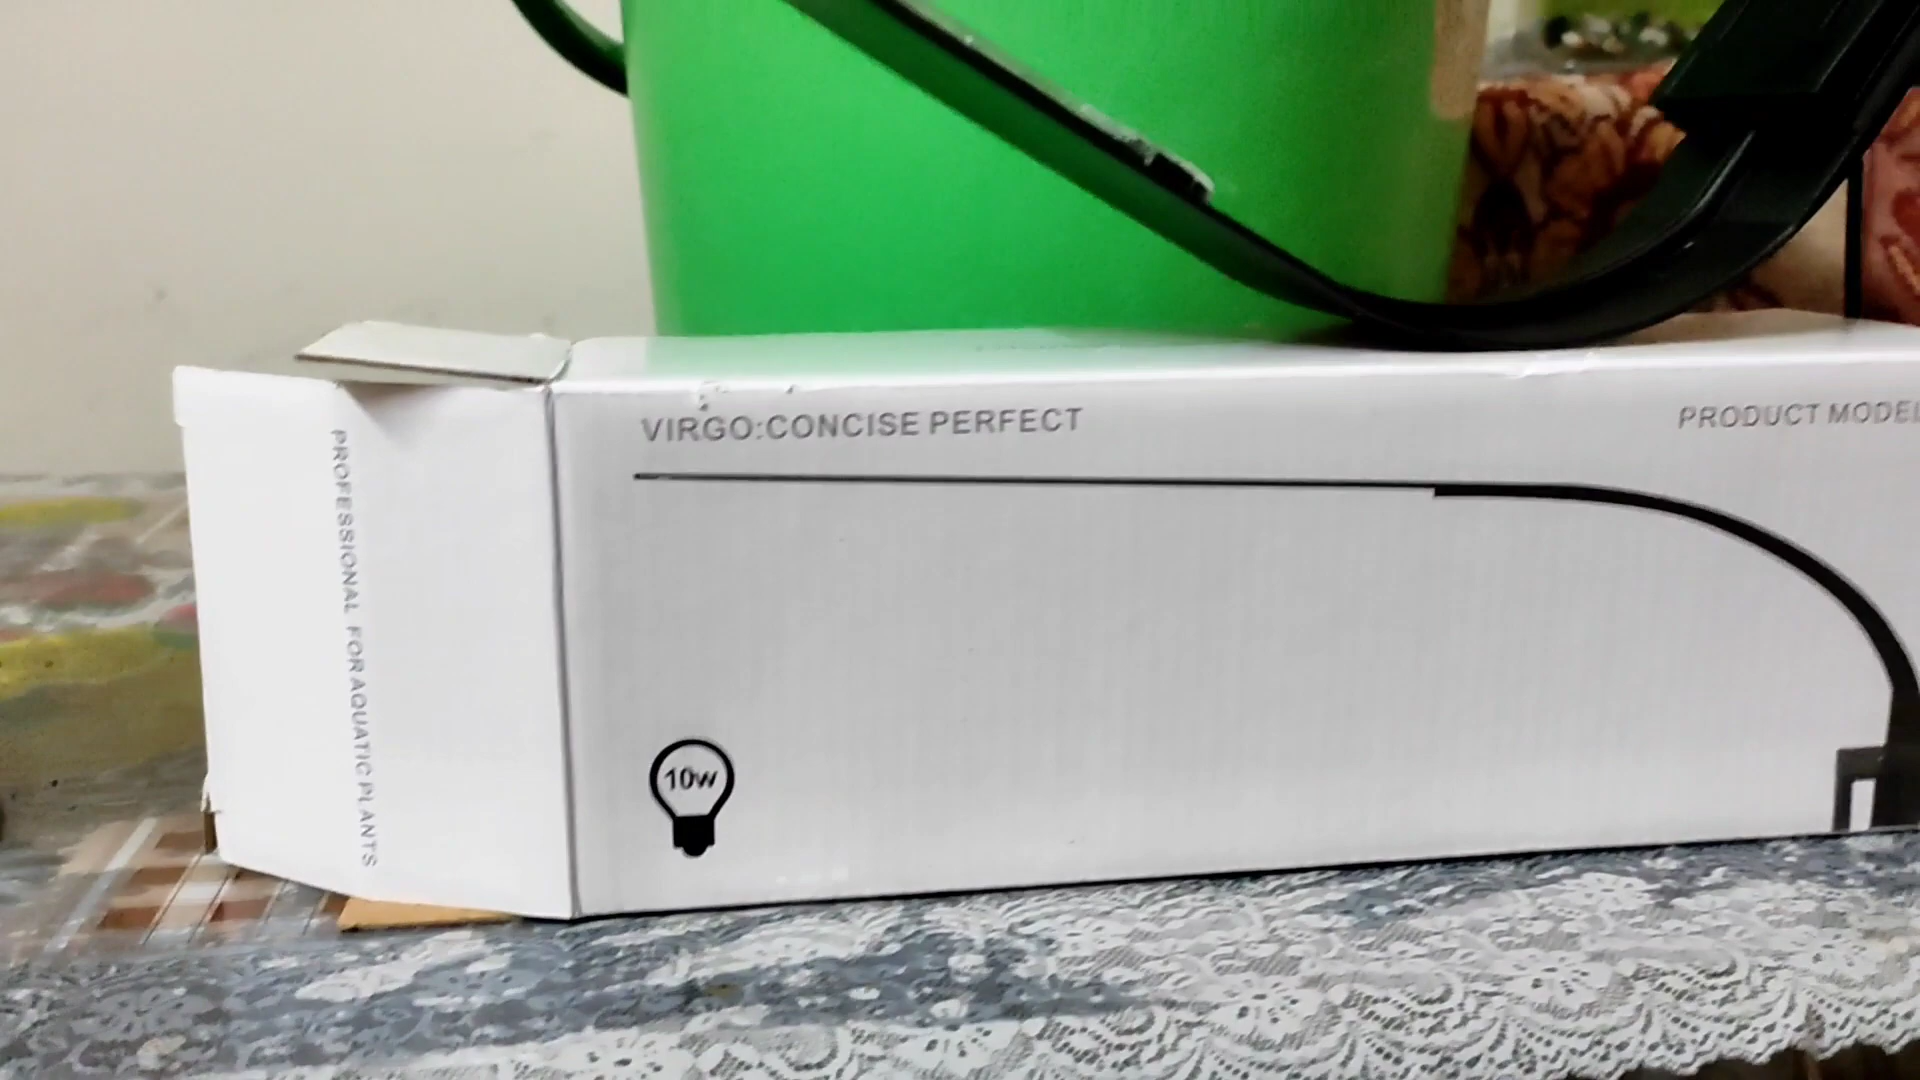 VIRGO:CONCISE PERFECT
PRODUCT MODEL
PROFESSIONAL FOR AQUATIC PLANTS
10w